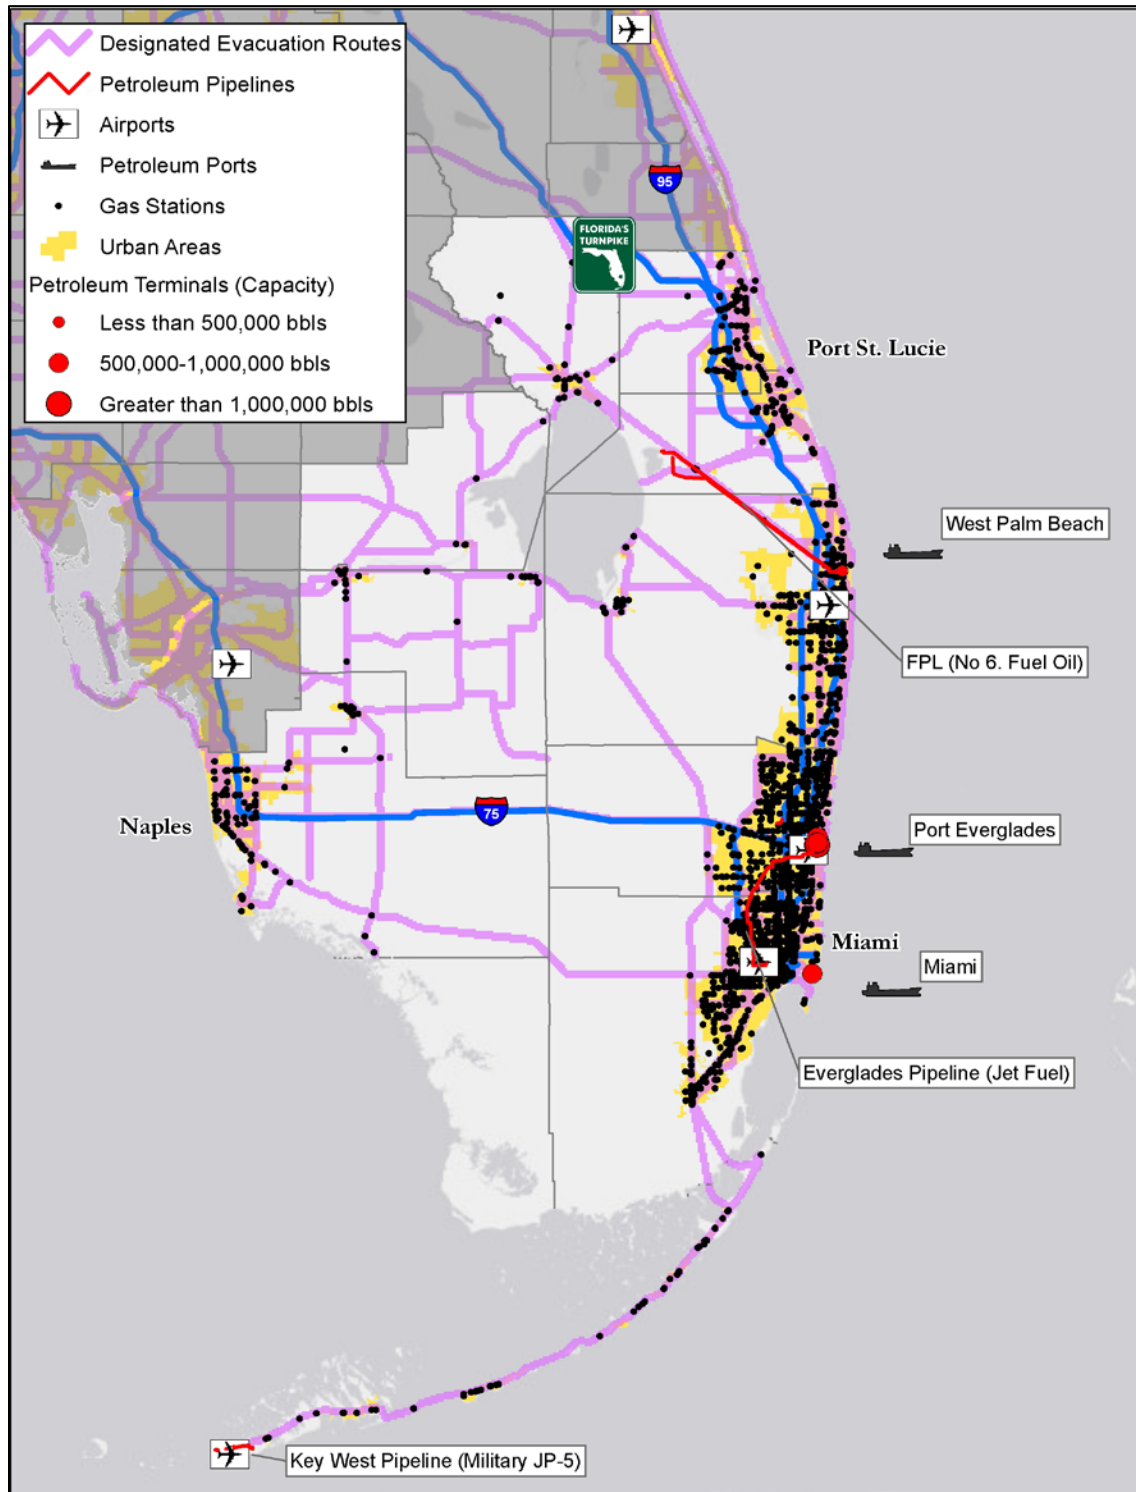 Designated Evacuation Routes
Petroleum Pipelines
Airports
Petroleum Ports
Gas Stations
Urban Areas
Petroleum Terminals (Capacity)
Less than 500,000 bbls
500,000-1,000,000 bbls
Greater than 1,000,000 bbls
95
FLORIDA'S
TURNPIKE
Port St. Lucie
West Palm Beach
FPL (No 6. Fuel Oil)
75
Naples
Port Everglades
Miami
Miami
Everglades Pipeline (Jet Fuel)
Key West Pipeline (Military JP-5)